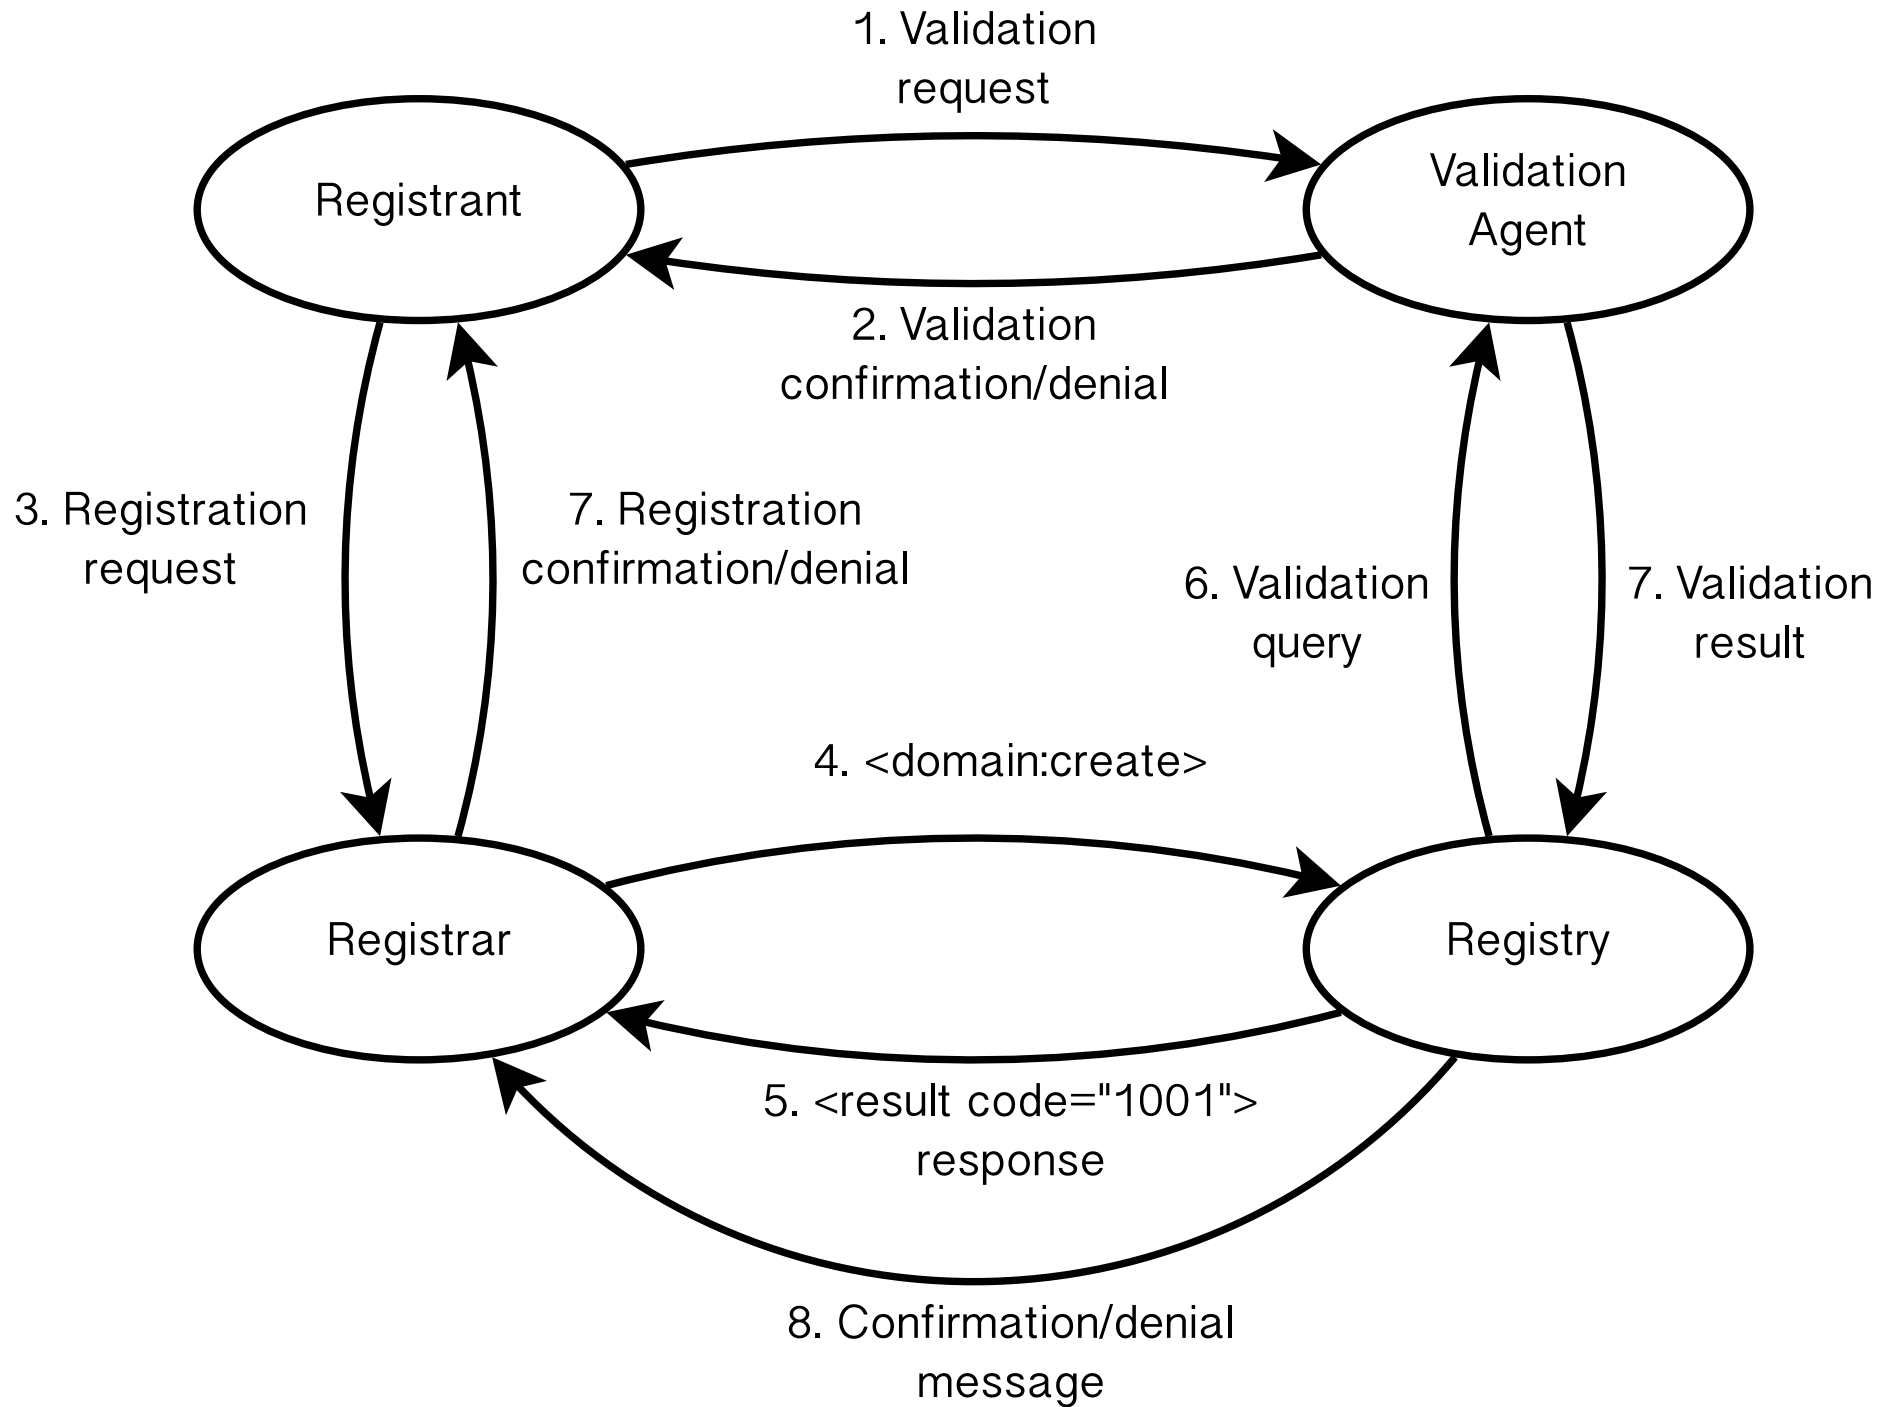 1. Validation
request
Registrant
Validation
Agent
2. Validation
confirmation/denial
3. Registration
request
7. Registration
confirmation/denial
6. Validation
query
7. Validation
result
4. <domain:create>
Registrar
Registry
5. <result code="1001">
response
8. Confirmation/denial
message